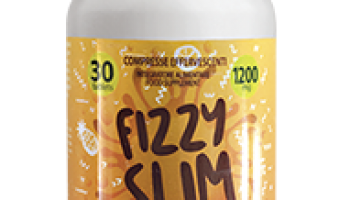 COMPRESSE EFFERVESCENTI
30
tablets
INTEGRATORE ALIMENTARE
FOOD SUPPLEMENT
1200
mg
FIZZY
SLIM